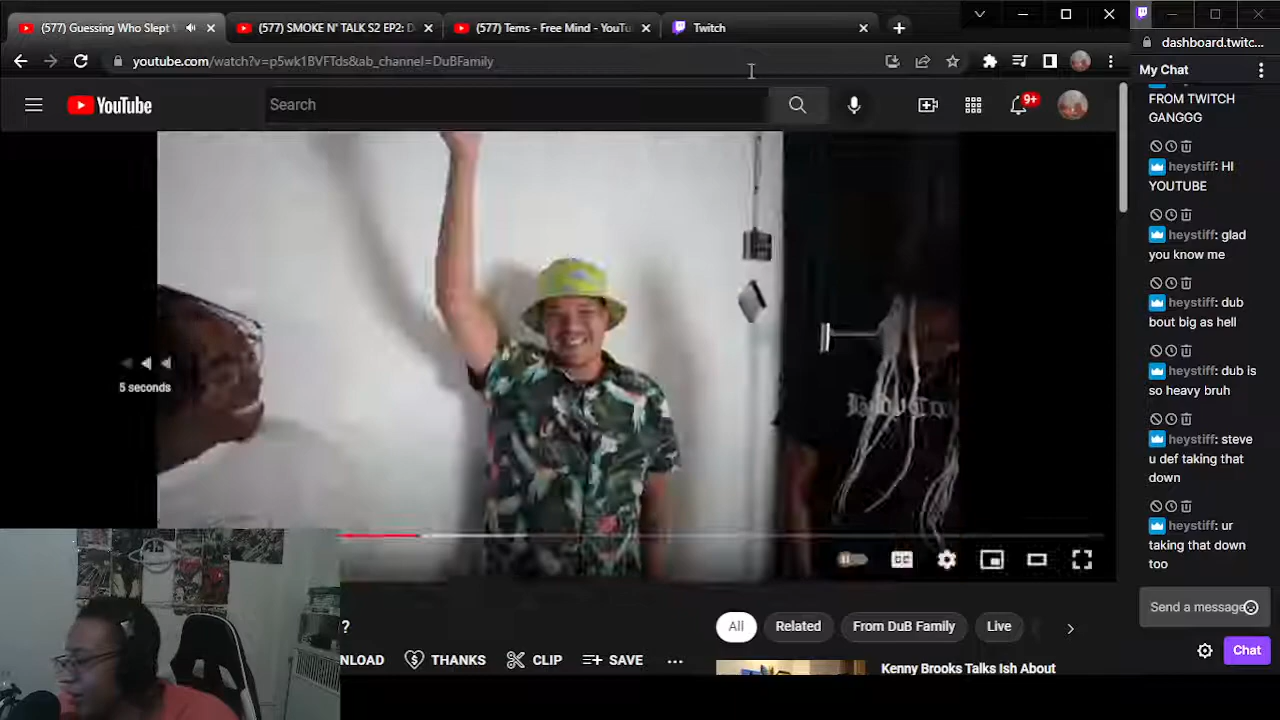 (577) Guessing Who Slept
(577) SMOKE N' TALK S2 EP2: D
(577) Tems - Free Mind - YouTu
Twitch
youtube.com/watch?v=p5wk1BVFTds&ab_channel=DuBFamily
dashboard.twitc...
My Chat
YouTube
Search
9+
FROM TWITCH
GANGGG
heystiff: HI
YOUTUBE
heystiff: glad
you know me
heystiff: dub
bout big as hell
heystiff: dub is
so heavy bruh
heystiff: steve
u def taking that
down
heystiff: ur
taking that down
too
5 seconds
CC
Send a message
Chat
?
All
Related
From DuB Family
Live
NLOAD
THANKS
CLIP
SAVE
...
Kenny Brooks Talks Ish About